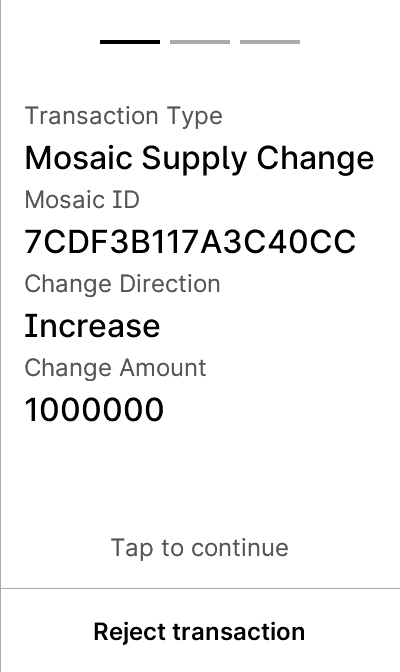 Transaction Type
Mosaic Supply Change
Mosaic ID
7CDF3B117A3C40CC
Change Direction
Increase
Change Amount
1000000
Tap to continue
Reject transaction